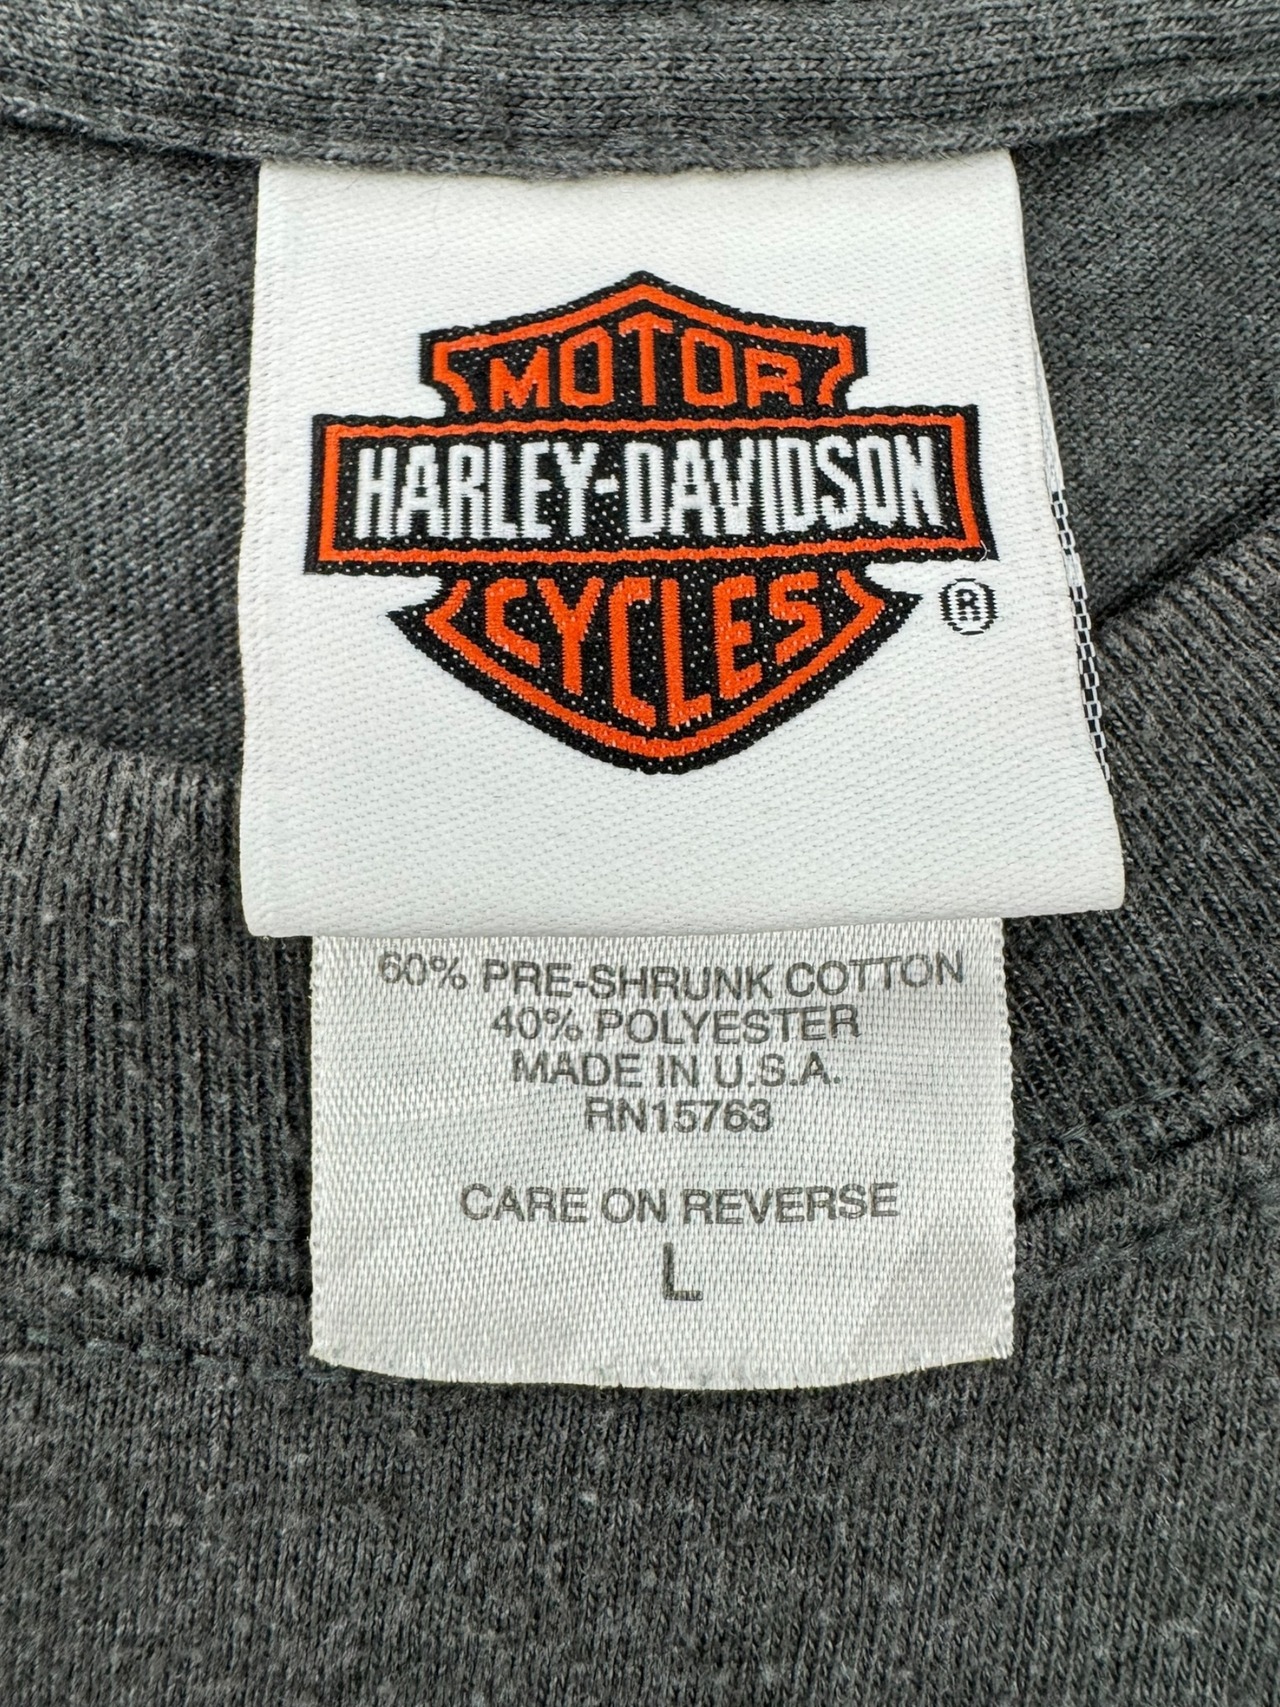 MOTOR
HARLEY-DAVIDSON
CYCLES
®
60% PRE-SHRUNK COTTON
40% POLYESTER
MADE IN U.S.A.
RN15763
CARE ON REVERSE
L